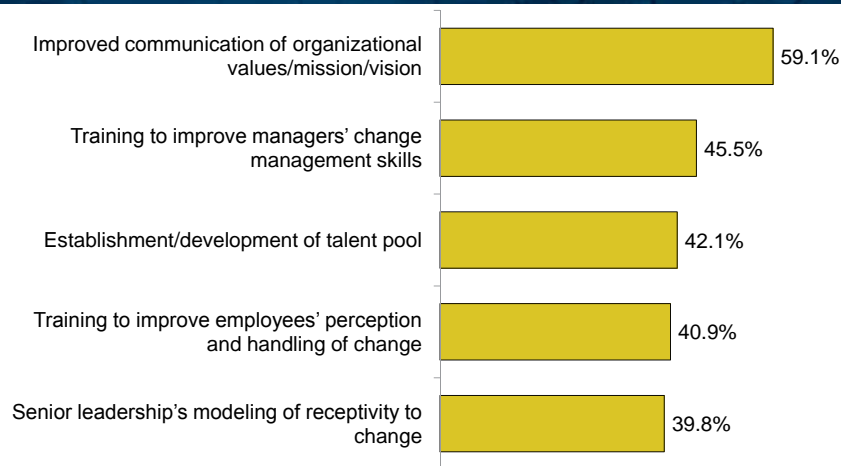 Improved communication of organizational
values/mission/vision
59.1%
Training to improve managers’ change
management skills
45.5%
Establishment/development of talent pool
42.1%
Training to improve employees’ perception
and handling of change
40.9%
Senior leadership’s modeling of receptivity to
change
39.8%